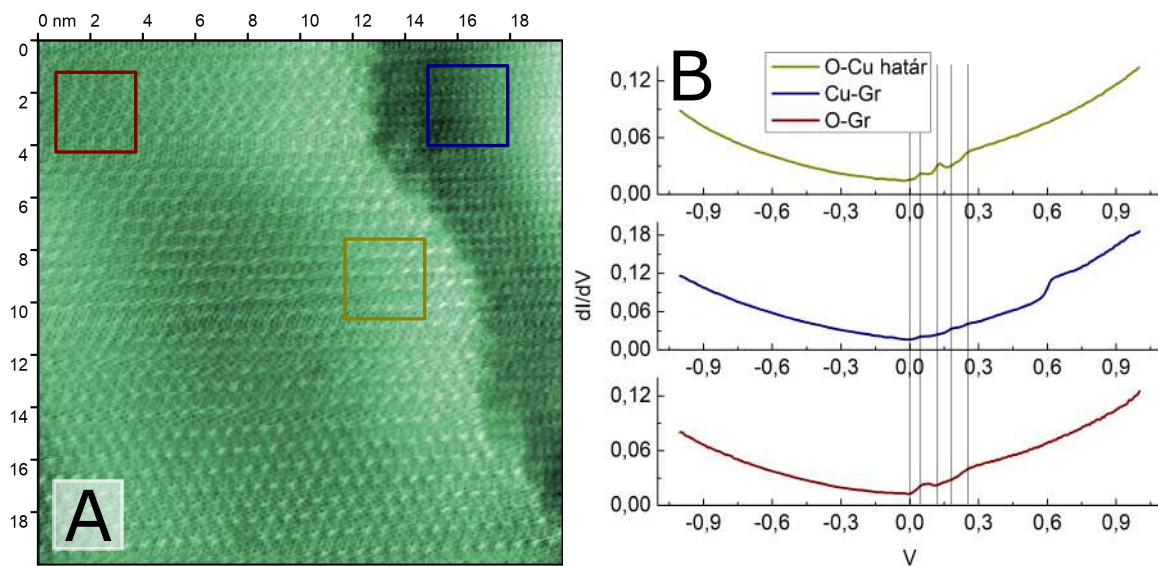 0 nm 2 4 6 8 10 12 14 16 18
0
2
4
6
8
10
12
14
16
18
A
B
O-Cu határ
Cu-Gr
O-Gr
0,12
0,06
0,00
-0,9 -0,6 -0,3 0,0 0,3 0,6 0,9
dI/dV
0,18
0,12
0,06
0,00
-0,9 -0,6 -0,3 0,0 0,3 0,6 0,9
0,12
0,06
0,00
-0,9 -0,6 -0,3 0,0 0,3 0,6 0,9
V